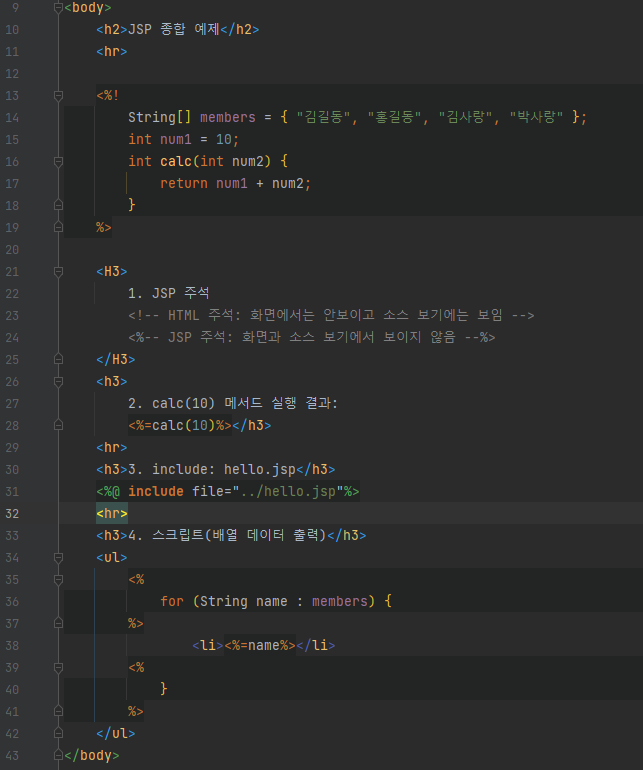 9 <body>
10 <h2>JSP 종합 예제</h2>
11 <hr>
12
13 <%!
14 String[] members = { "김길동", "홍길동", "김사랑", "박사랑" };
15 int num1 = 10;
16 int calc(int num2) {
17 return num1 + num2;
18 }
19 %>
20
21 <H3>
22 1. JSP 주석
23 <!-- HTML 주석: 화면에서는 안보이고 소스 보기에는 보임 -->
24 <%-- JSP 주석: 화면과 소스 보기에서 보이지 않음 --%>
25 </H3>
26 <h3>
27 2. calc(10) 메서드 실행 결과:
28 <%=calc(10)%></h3>
29 <hr>
30 <h3>3. include: hello.jsp</h3>
31 <%@ include file="../hello.jsp"%>
32 <hr>
33 <h3>4. 스크립트(배열 데이터 출력)</h3>
34 <ul>
35 <%
36 for (String name : members) {
37 %>
38 <li><%=name%></li>
39 <%
40 }
41 %>
42 </ul>
43 </body>